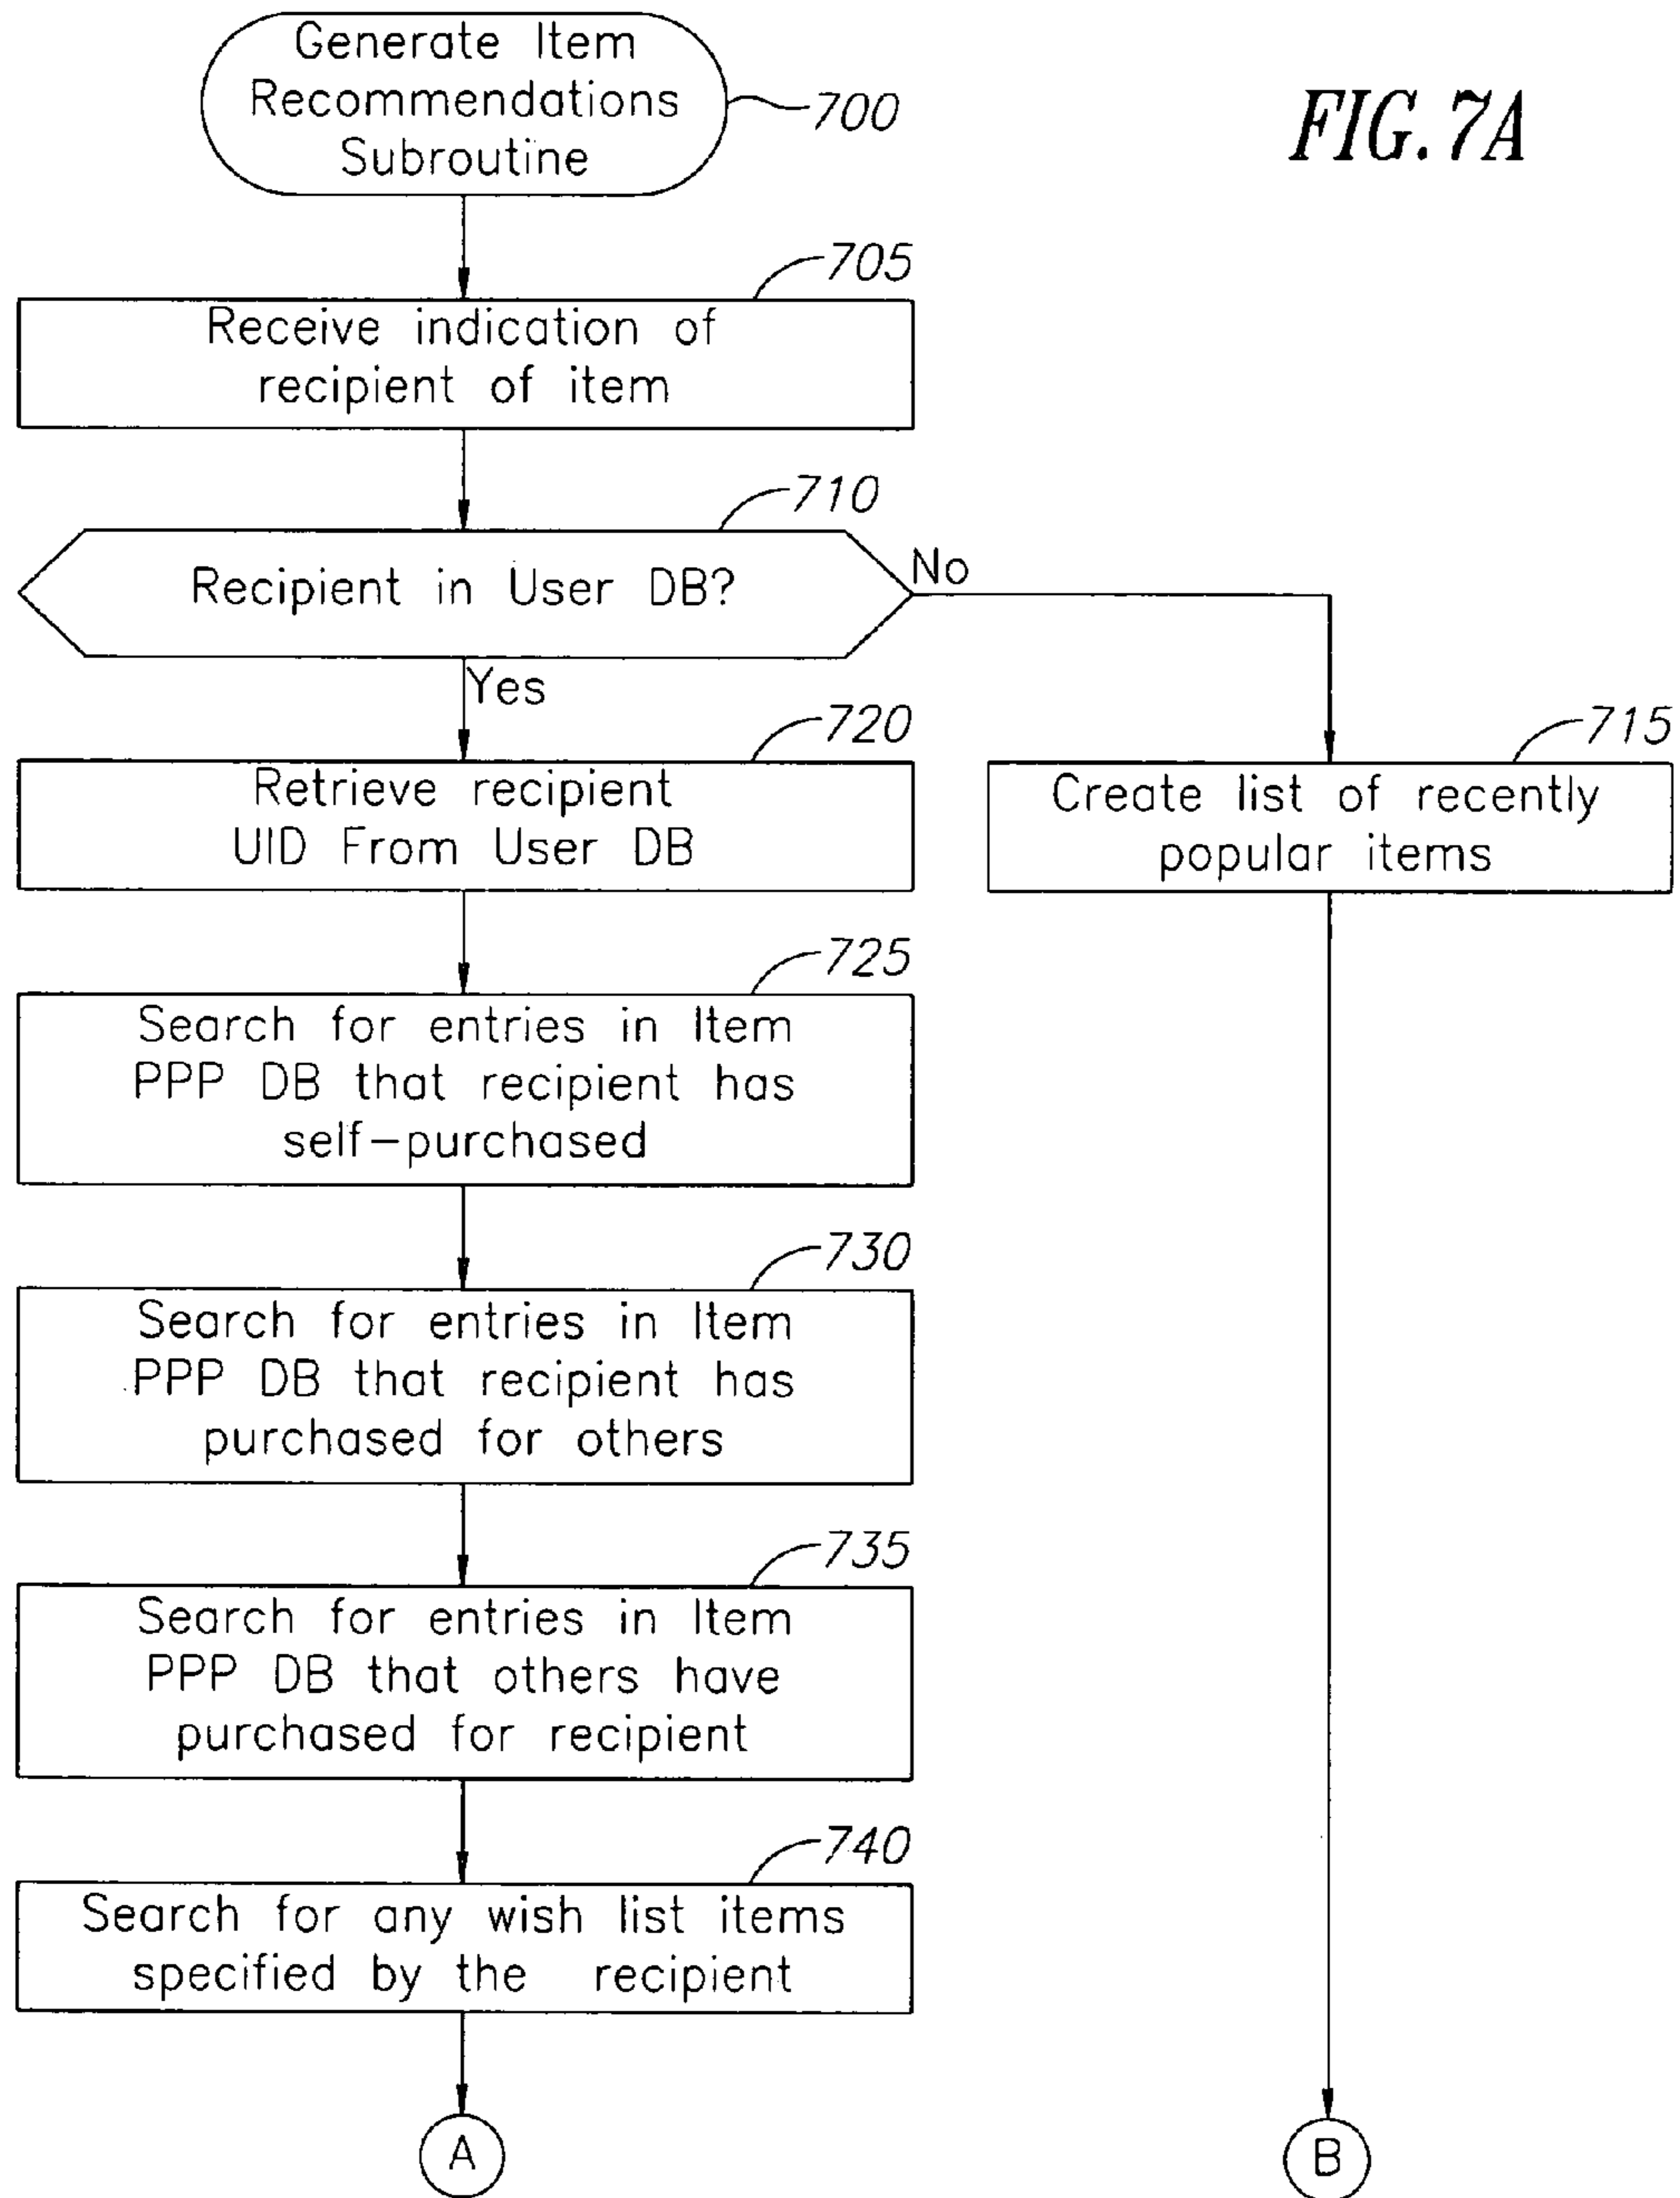 Generate Item
Recommendations
Subroutine
700
FIG. 7A
705
Receive indication of
recipient of item
710
Recipient in User DB?
No
Yes
720
Retrieve recipient
UID From User DB
715
Create list of recently
popular items
725
Search for entries in Item
PPP DB that recipient has
self-purchased
730
Search for entries in Item
PPP DB that recipient has
purchased for others
735
Search for entries in Item
PPP DB that others have
purchased for recipient
740
Search for any wish list items
specified by the recipient
A
B